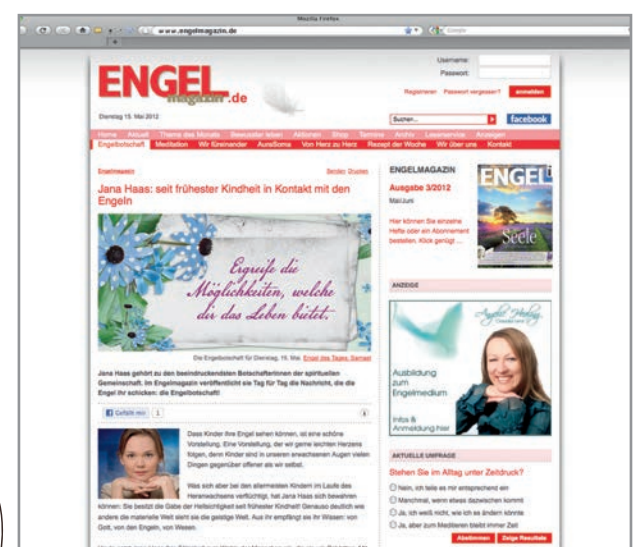 Mozilla Firefox
www.engelmagazin.de
Google
ENGEL
magazin.de
Username:
Passwort:
Registrieren Passwort vergessen? anmelden
Dienstag 15. Mai 2012
Suchen...
facebook
Home Aktuell Thema des Monats Bewusster leben Aktionen Shop Termine Archiv Leserservice Anzeigen
Engelbotschaft Meditation Wir füreinander AuraSoma Von Herz zu Herz Rezept der Woche Wir über uns Kontakt
Engelmagazin
Senden Drucken
Jana Haas: seit frühester Kindheit in Kontakt mit den
Engeln
Ergreife die
Möglichkeiten, welche
dir das Leben bietet.
Die Engelbotschaft für Dienstag, 15. Mai, Engel des Tages: Samael
Jana Haas gehört zu den beeindruckendsten Botschafterinnen der spirituellen
Gemeinschaft. Im Engelmagazin veröffentlicht sie Tag für Tag die Nachricht, die die
Engel ihr schicken: die Engelbotschaft!
Gefällt mir 1
Dass Kinder ihre Engel sehen können, ist eine schöne
Vorstellung. Eine Vorstellung, der wir gerne leichten Herzens
folgen, denn Kinder sind in unseren erwachsenen Augen vielen
Dingen gegenüber offener als wir selbst.
Was sich aber bei den allermeisten Kindern im Laufe des
Heranwachsens verflüchtigt, hat Jana Haas sich bewahren
können: Sie besitzt die Gabe der Hellsichtigkeit seit frühester Kindheit! Genauso deutlich wie
andere die materielle Welt sieht sie die geistige Welt. Aus ihr empfängt sie ihr Wissen: von
Gott, von den Engeln, von Wesen.
ENGELMAGAZIN
Ausgabe 3/2012
Mai/Juni
Hier können Sie einzelne
Hefte oder ein Abonnement
bestellen. Klick genügt ...
ENGEL
Seele
ANZEIGE
Angelic Healing
Ausbildung
zum
Engelmedium
Infos &
Anmeldung hier
AKTUELLE UMFRAGE
Stehen Sie im Alltag unter Zeitdruck?
Nein, ich teile es mir entsprechend ein
Manchmal, wenn etwas dazwischen kommt
Ja, ich weiß nicht, wie ich es ändern könnte
Ja, aber zum Meditieren bleibt immer Zeit
Abstimmen Zeige Resultate